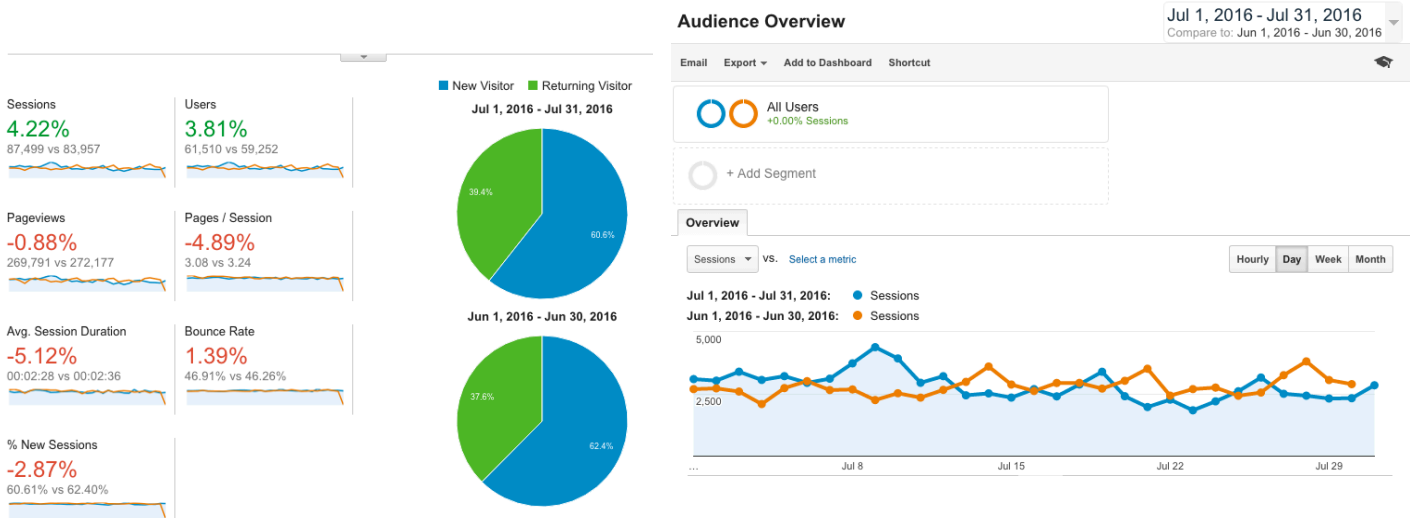 Sessions
4.22%
87,499 vs 83,957
Users
3.81%
61,510 vs 59,252
Pageviews
-0.88%
269,791 vs 272,177
Pages / Session
-4.89%
3.08 vs 3.24
Avg. Session Duration
-5.12%
00:02:28 vs 00:02:36
Bounce Rate
1.39%
46.91% vs 46.26%
% New Sessions
-2.87%
60.61% vs 62.40%
New Visitor Returning Visitor
Jul 1, 2016 - Jul 31, 2016
39.4%
60.6%
Jun 1, 2016 - Jun 30, 2016
37.6%
62.4%
Audience Overview
Jul 1, 2016 - Jul 31, 2016
Compare to: Jun 1, 2016 - Jun 30, 2016
Email Export Add to Dashboard Shortcut
All Users
+0.00% Sessions
+ Add Segment
Overview
Sessions vs. Select a metric
Hourly Day Week Month
Jul 1, 2016 - Jul 31, 2016: Sessions
Jun 1, 2016 - Jun 30, 2016: Sessions
5,000
2,500
... Jul 8 Jul 15 Jul 22 Jul 29